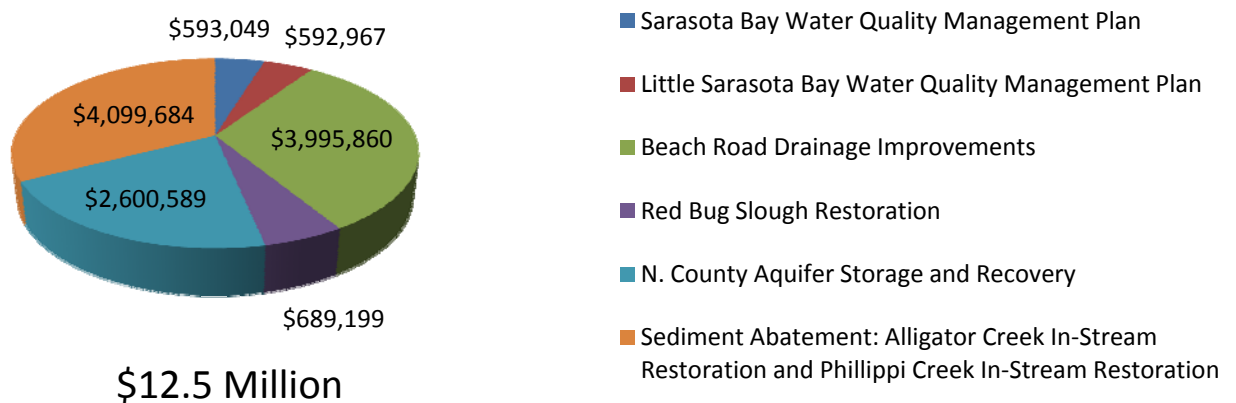 $593,049
$592,967
$4,099,684
$3,995,860
$2,600,589
$689,199
$12.5 Million
Sarasota Bay Water Quality Management Plan
Little Sarasota Bay Water Quality Management Plan
Beach Road Drainage Improvements
Red Bug Slough Restoration
N. County Aquifer Storage and Recovery
Sediment Abatement: Alligator Creek In-Stream
Restoration and Phillippi Creek In-Stream Restoration